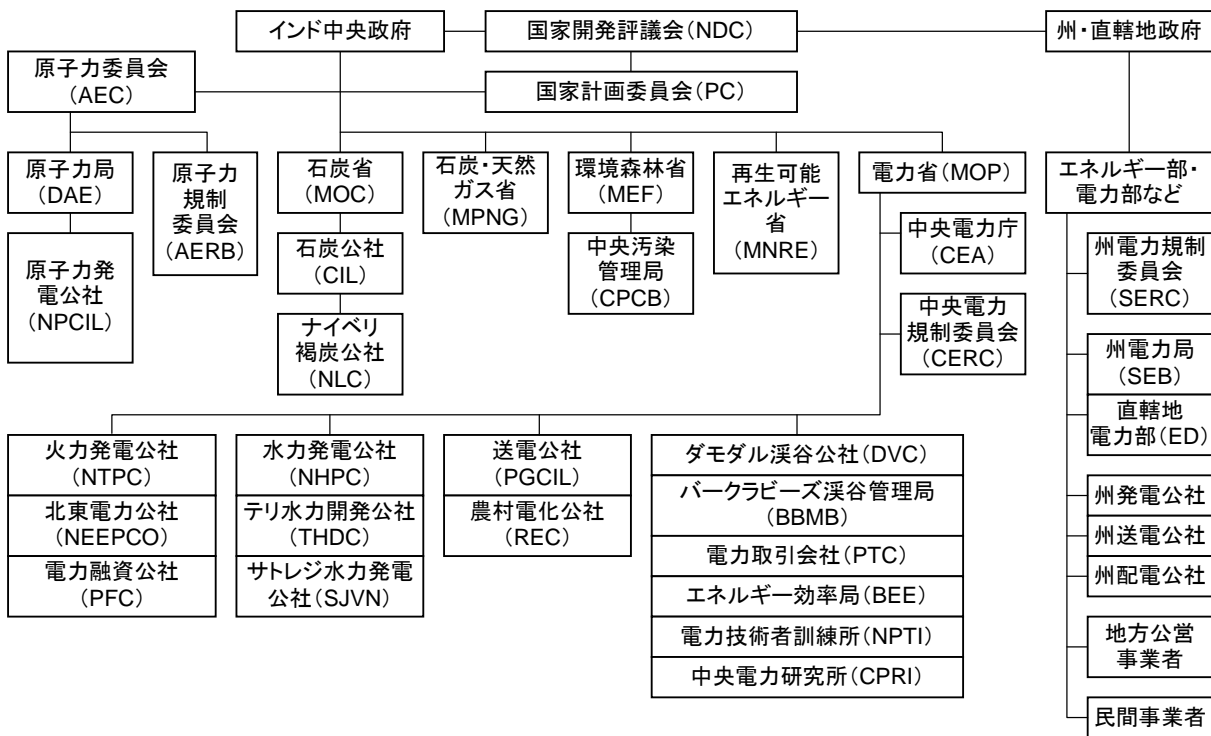 インド中央政府
国家開発評議会(NDC)
州・直轄地政府
原子力委員会
(AEC)
国家計画委員会(PC)
原子力局
(DAE)
原子力
規制
委員会
(AERB)
石炭省
(MOC)
石炭・天然
ガス省
(MPNG)
環境森林省
(MEF)
再生可能
エネルギー
省
(MNRE)
電力省(MOP)
エネルギー部・
電力部など
原子力発
電公社
(NPCIL)
石炭公社
(CIL)
中央汚染
管理局
(CPCB)
中央電力庁
(CEA)
州電力規制
委員会
(SERC)
ナイベリ
褐炭公社
(NLC)
中央電力
規制委員会
(CERC)
州電力局
(SEB)
直轄地
電力部(ED)
火力発電公社
(NTPC)
北東電力公社
(NEEPCO)
電力融資公社
(PFC)
水力発電公社
(NHPC)
テリ水力開発公社
(THDC)
サトレジ水力発電
公社(SJVN)
送電公社
(PGCIL)
農村電化公社
(REC)
ダモダル渓谷公社(DVC)
バークラビーズ渓谷管理局
(BBMB)
電力取引会社(PTC)
エネルギー効率局(BEE)
電力技術者訓練所(NPTI)
中央電力研究所(CPRI)
州発電公社
州送電公社
州配電公社
地方公営
事業者
民間事業者